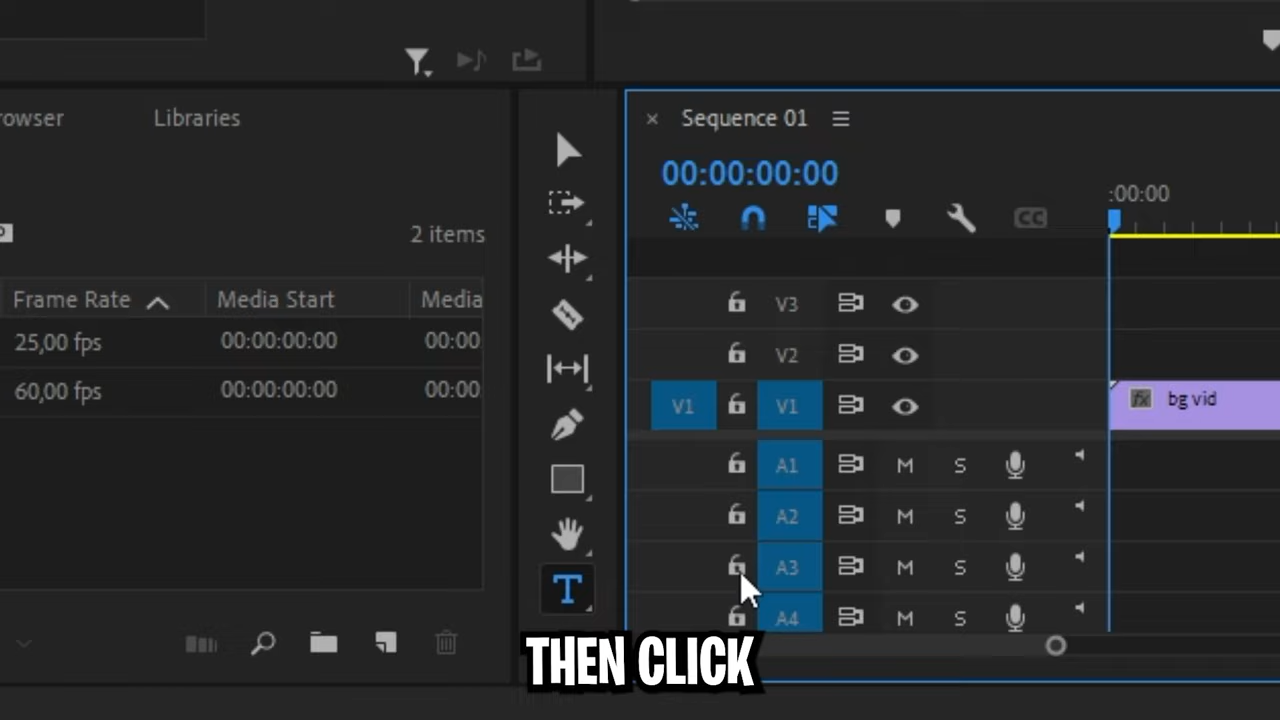 rowser Libraries
Sequence 01
00:00:00:00
:00:00
CC
2 items
Frame Rate Media Start Media
25,00 fps 00:00:00:00 00:00
60,00 fps 00:00:00:00 00:00
V3
V2
V1 V1 fx bg vid
A1 M S
A2 M S
A3 M S
A4 M S
T
THEN CLICK